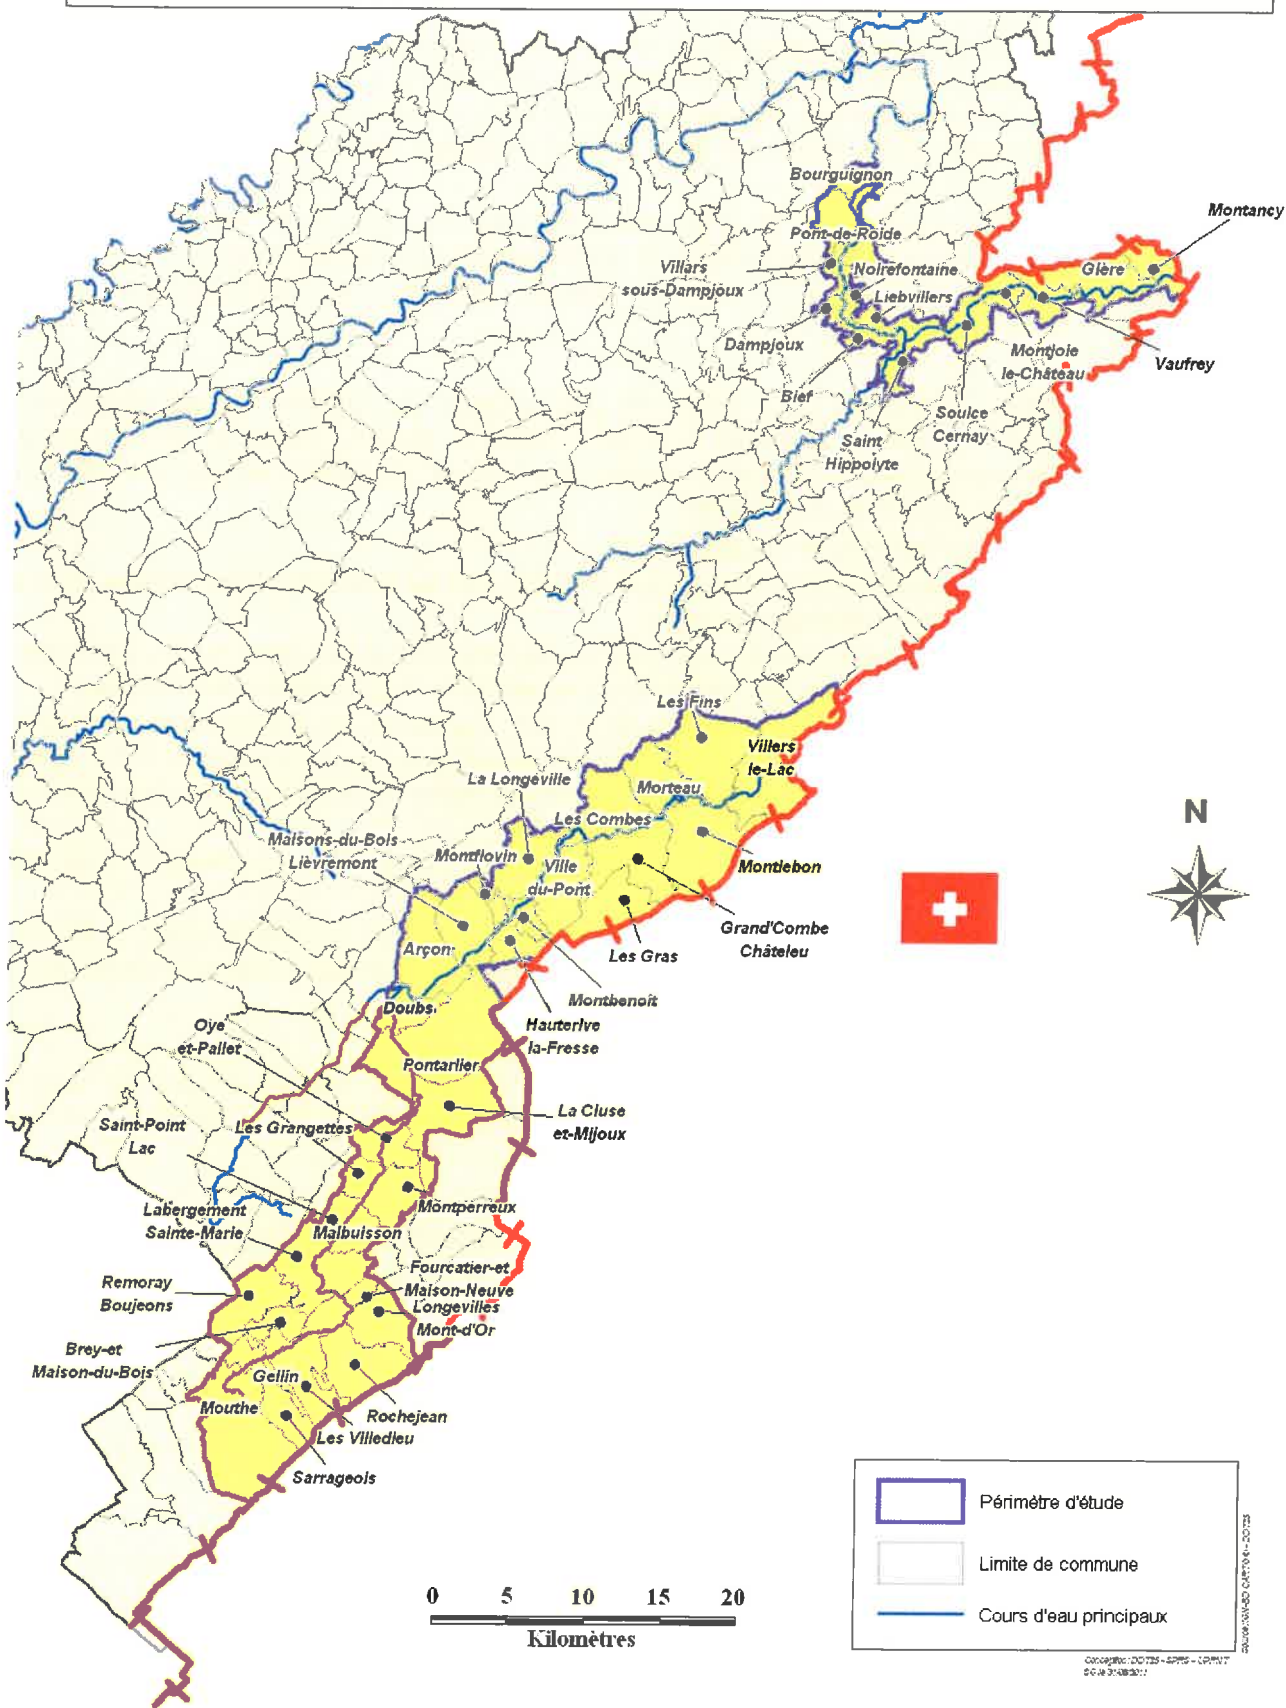 Bourguignon
Montancy
Pont-de-Roide
Villars
sous-Dampjoux
Noirefontaine
Glère
Liebvillers
Dampjoux
Montjoie
le-Château
Vaufrey
Bief
Soulce
Cernay
Saint
Hippolyte
Les Fins
Villers
le-Lac
La Longeville
Morteau
Les Combes
Maisons-du-Bois
Lièvremont
Montflovin
Ville
du-Pont
Montlebon
N
Grand'Combe
Châteleu
Arçon
Les Gras
Montbenoit
Doubs
Hauterive
la-Fresse
Oye
et-Pallet
Pontarlier
La Cluse
et-Mijoux
Saint-Point
Lac
Les Grangettes
Labergement
Sainte-Marie
Montperreux
Malbuisson
Remoray
Boujeons
Fourcatier-et
Maison-Neuve
Longevilles
Mont-d'Or
Brey-et
Maison-du-Bois
Gellin
Mouthe
Rochejean
Les Villedieu
Sarrageois
Périmètre d'étude
Limite de commune
Cours d'eau principaux
0 5 10 15 20
Kilomètres